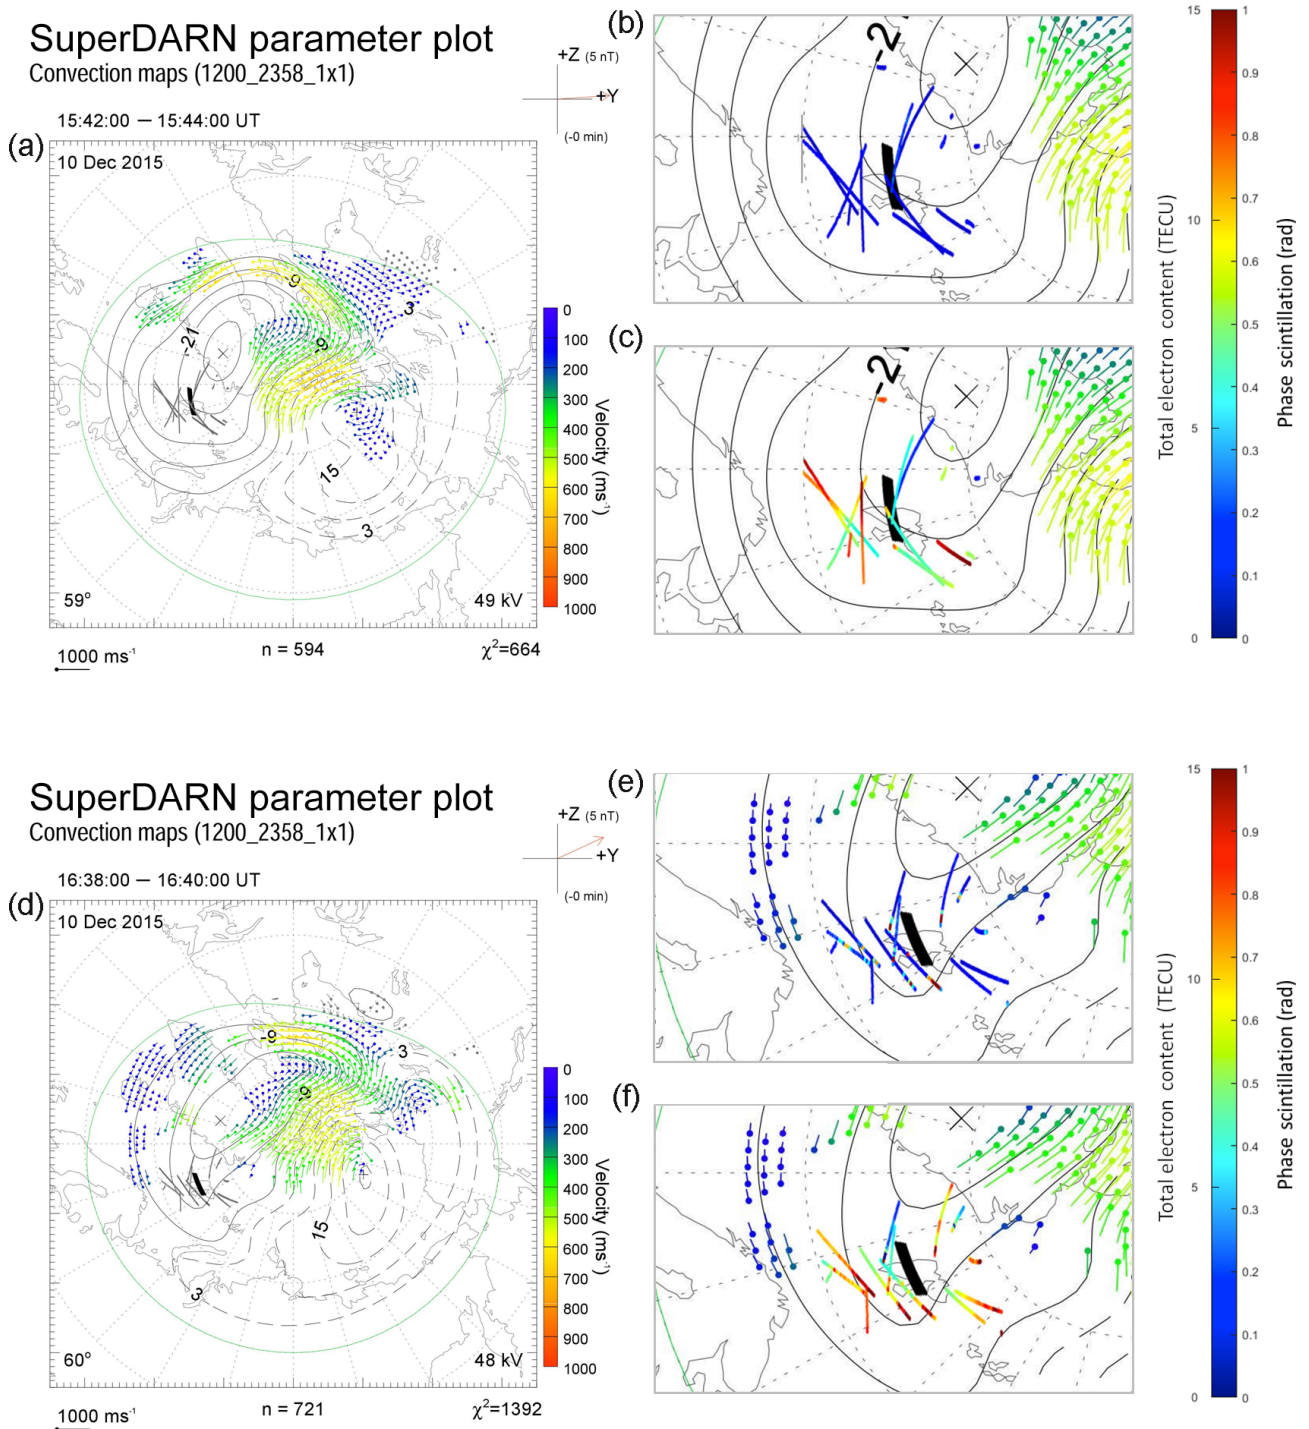 SuperDARN parameter plot
Convection maps (1200_2358_1x1)
+Z (5 nT)
+Y
(-0 min)
15:42:00 — 15:44:00 UT
(a)
10 Dec 2015
-9
3
-21
-9
15
3
59°
49 kV
1000 ms⁻¹
n = 594
χ²=664
0
100
200
300
400
500
600
700
800
900
1000
Velocity (ms⁻¹)
(b)
-2
(c)
-2
15
10
5
0
Total electron content (TECU)
1
0.9
0.8
0.7
0.6
0.5
0.4
0.3
0.2
0.1
0
Phase scintillation (rad)
SuperDARN parameter plot
Convection maps (1200_2358_1x1)
+Z (5 nT)
+Y
(-0 min)
16:38:00 — 16:40:00 UT
(d)
10 Dec 2015
-9
3
-9
15
3
60°
48 kV
1000 ms⁻¹
n = 721
χ²=1392
0
100
200
300
400
500
600
700
800
900
1000
Velocity (ms⁻¹)
(e)
(f)
15
10
5
0
Total electron content (TECU)
1
0.9
0.8
0.7
0.6
0.5
0.4
0.3
0.2
0.1
0
Phase scintillation (rad)